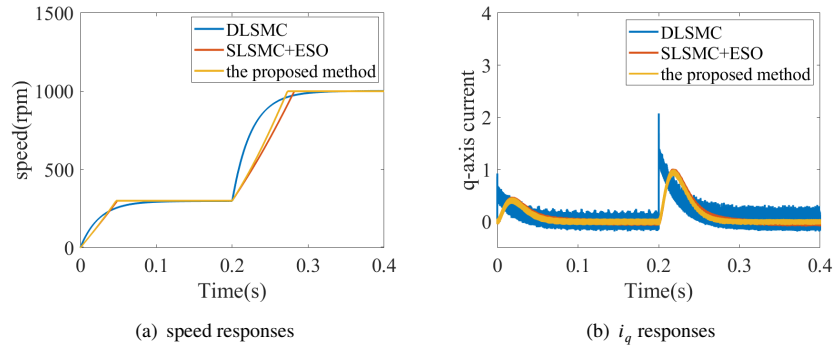 1500
1000
500
0
speed(rpm)
DLSMC
SLSMC+ESO
the proposed method
0 0.1 0.2 0.3 0.4
Time(s)
(a) speed responses
4
3
2
1
0
q-axis current
DLSMC
SLSMC+ESO
the proposed method
0 0.1 0.2 0.3 0.4
Time(s)
(b) i_q responses